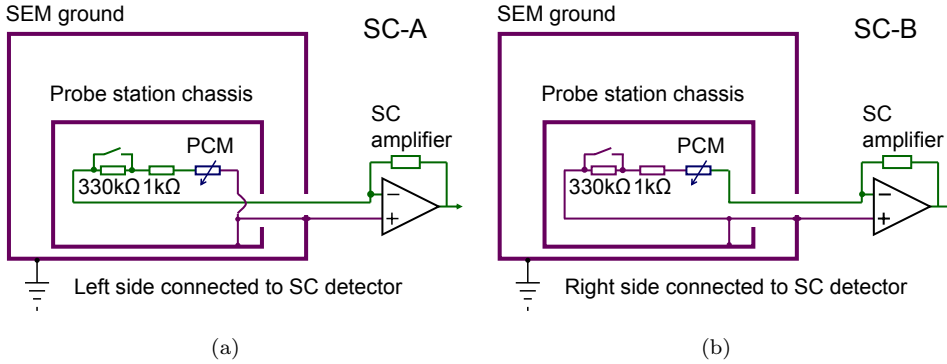 SEM ground
SC-A
Probe station chassis
SC
amplifier
PCM
330kΩ 1kΩ
−
+
Left side connected to SC detector
(a)
SEM ground
SC-B
Probe station chassis
SC
amplifier
PCM
330kΩ 1kΩ
−
+
Right side connected to SC detector
(b)